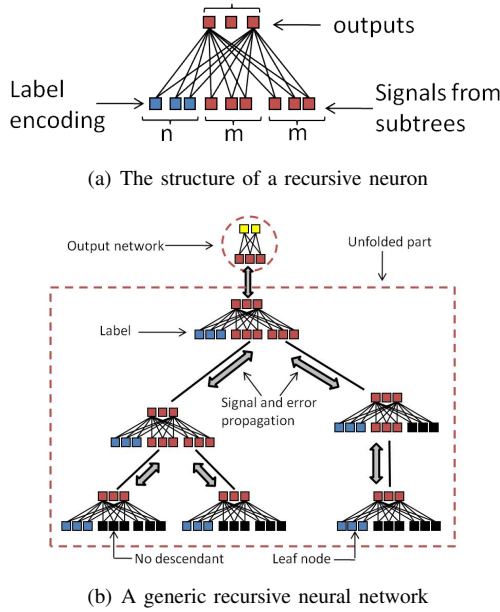 outputs
Label
encoding
Signals from
subtrees
n
m
m
(a) The structure of a recursive neuron
Output network
Unfolded part
Label
Signal and error
propagation
No descendant
Leaf node
(b) A generic recursive neural network